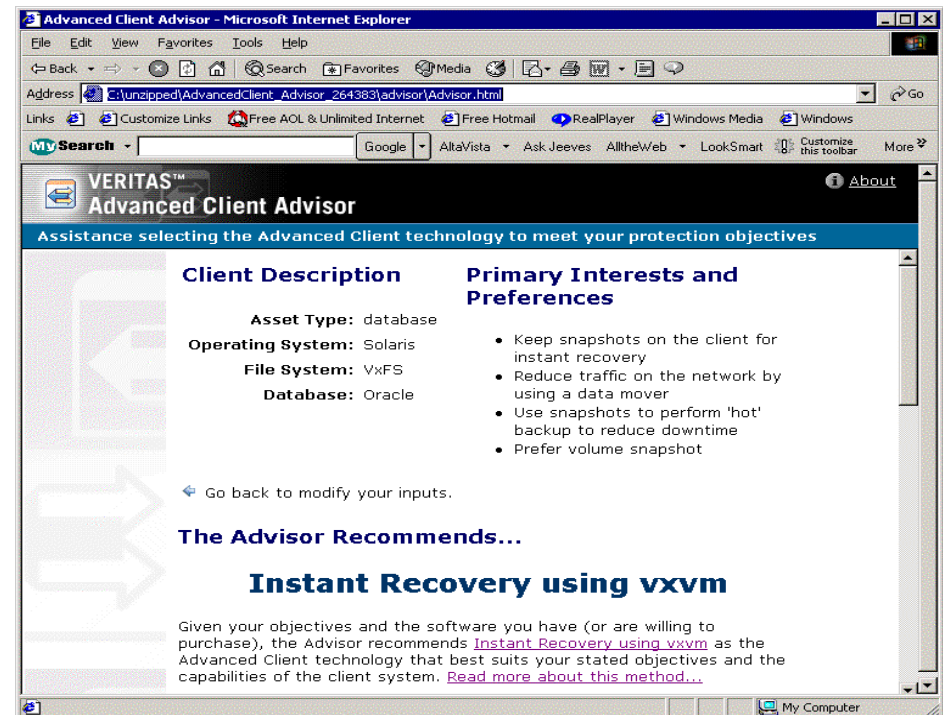 Advanced Client Advisor - Microsoft Internet Explorer
File Edit View Favorites Tools Help
Back Search Favorites Media
Address C:\unzipped\AdvancedClient_Advisor_264383\advisor\Advisor.html Go
Links Customize Links Free AOL & Unlimited Internet Free Hotmail RealPlayer Windows Media Windows
My Search Google AltaVista Ask Jeeves AlltheWeb LookSmart Customize this toolbar More
VERITAS™
Advanced Client Advisor
About
Assistance selecting the Advanced Client technology to meet your protection objectives
Client Description
Asset Type: database
Operating System: Solaris
File System: VxFS
Database: Oracle
Primary Interests and
Preferences
• Keep snapshots on the client for
instant recovery
• Reduce traffic on the network by
using a data mover
• Use snapshots to perform 'hot'
backup to reduce downtime
• Prefer volume snapshot
Go back to modify your inputs.
The Advisor Recommends...
Instant Recovery using vxvm
Given your objectives and the software you have (or are willing to
purchase), the Advisor recommends Instant Recovery using vxvm as the
Advanced Client technology that best suits your stated objectives and the
capabilities of the client system. Read more about this method...
My Computer